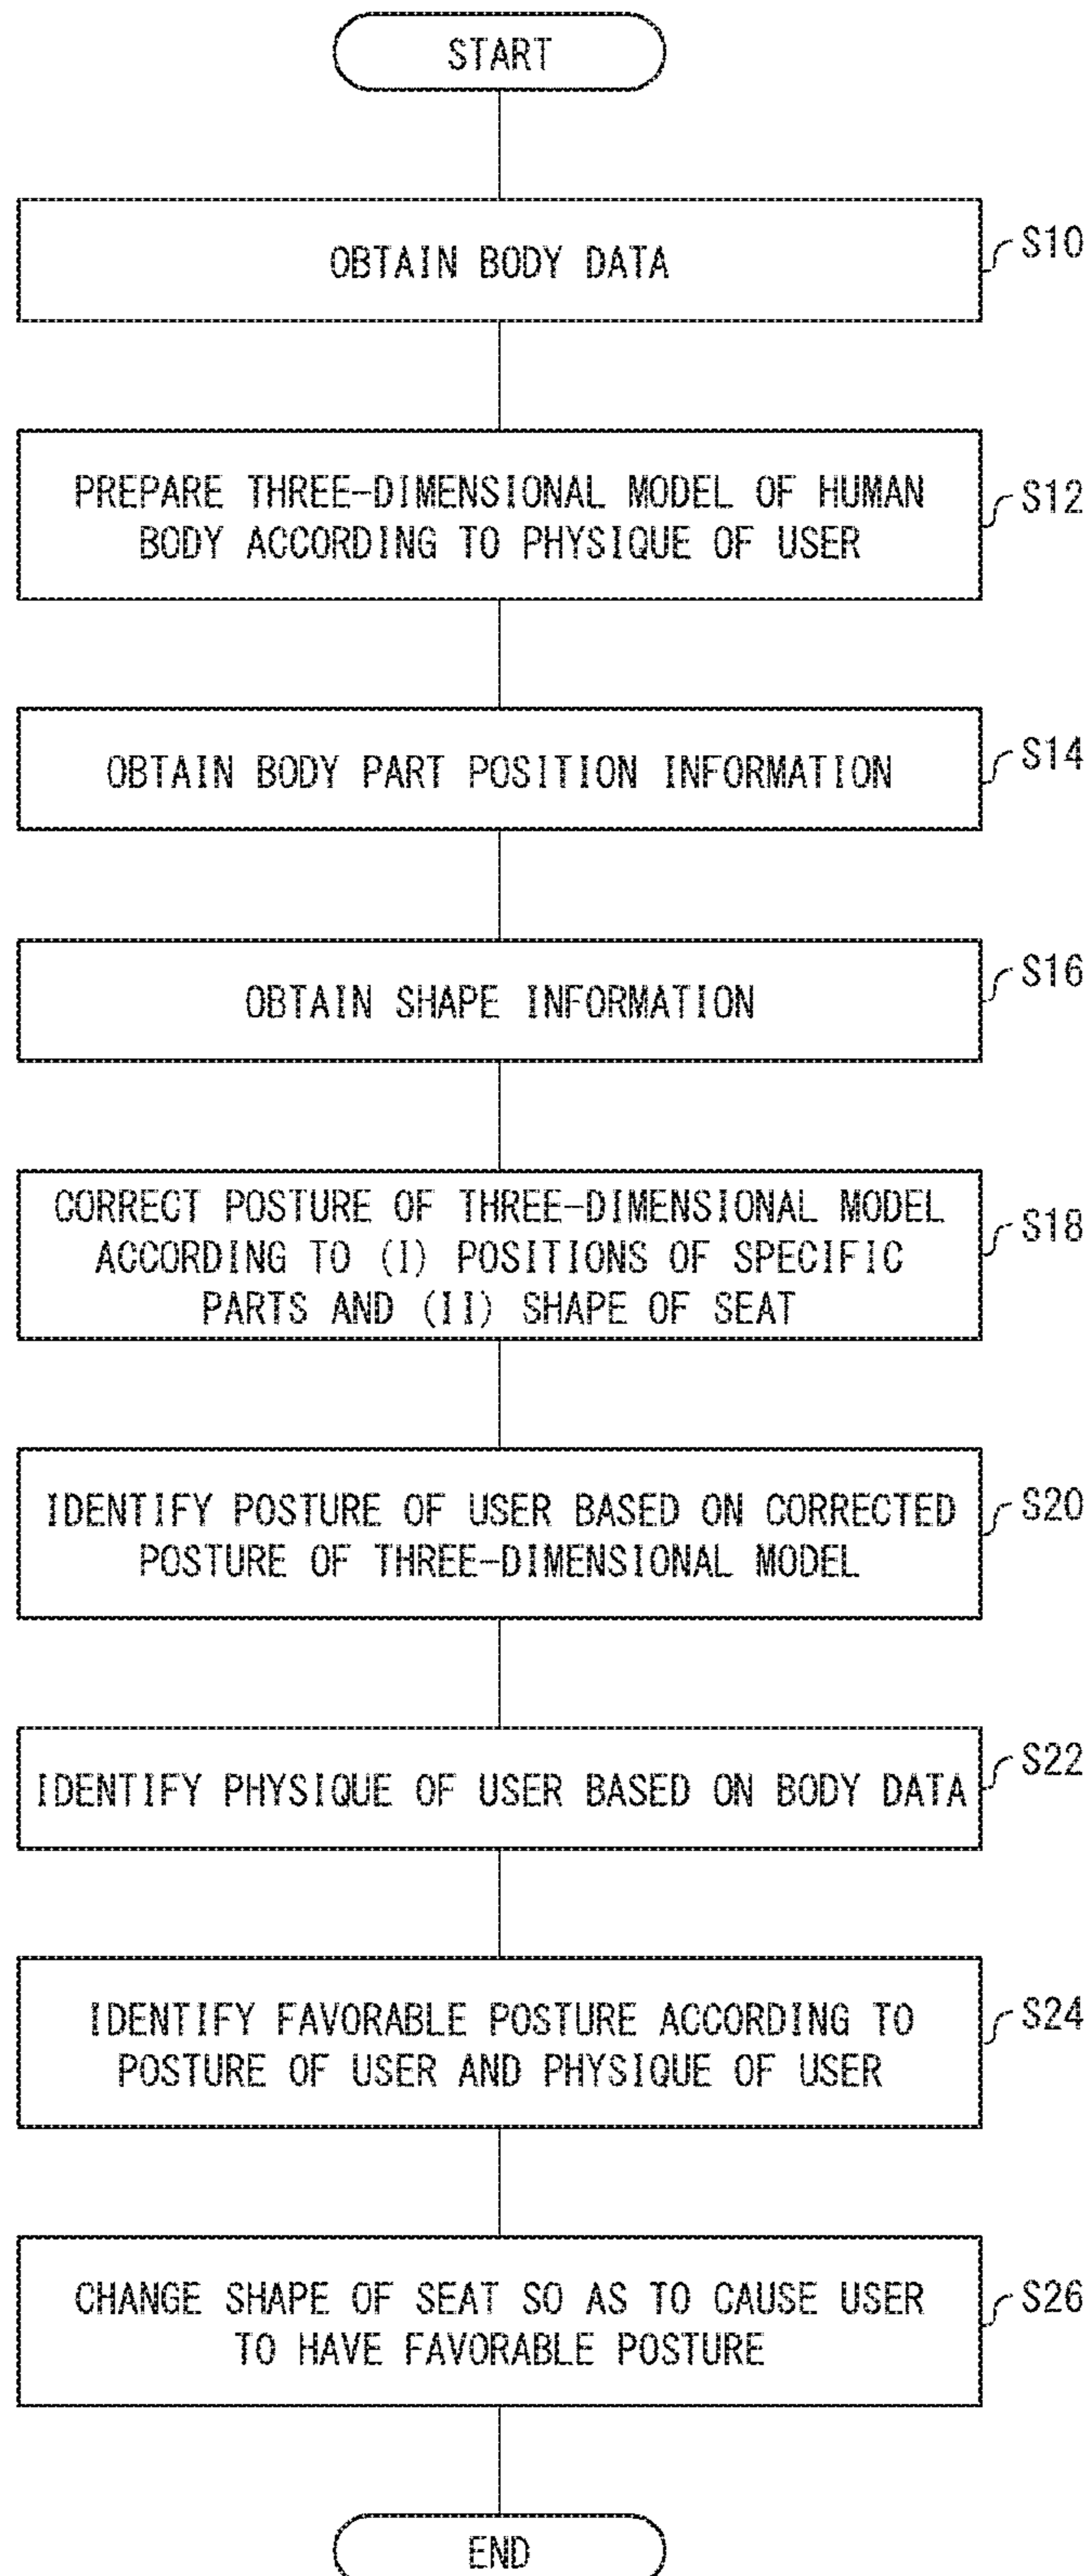 START
OBTAIN BODY DATA
S10
PREPARE THREE-DIMENSIONAL MODEL OF HUMAN
BODY ACCORDING TO PHYSIQUE OF USER
S12
OBTAIN BODY PART POSITION INFORMATION
S14
OBTAIN SHAPE INFORMATION
S16
CORRECT POSTURE OF THREE-DIMENSIONAL MODEL
ACCORDING TO (I) POSITIONS OF SPECIFIC
PARTS AND (II) SHAPE OF SEAT
S18
IDENTIFY POSTURE OF USER BASED ON CORRECTED
POSTURE OF THREE-DIMENSIONAL MODEL
S20
IDENTIFY PHYSIQUE OF USER BASED ON BODY DATA
S22
IDENTIFY FAVORABLE POSTURE ACCORDING TO
POSTURE OF USER AND PHYSIQUE OF USER
S24
CHANGE SHAPE OF SEAT SO AS TO CAUSE USER
TO HAVE FAVORABLE POSTURE
S26
END